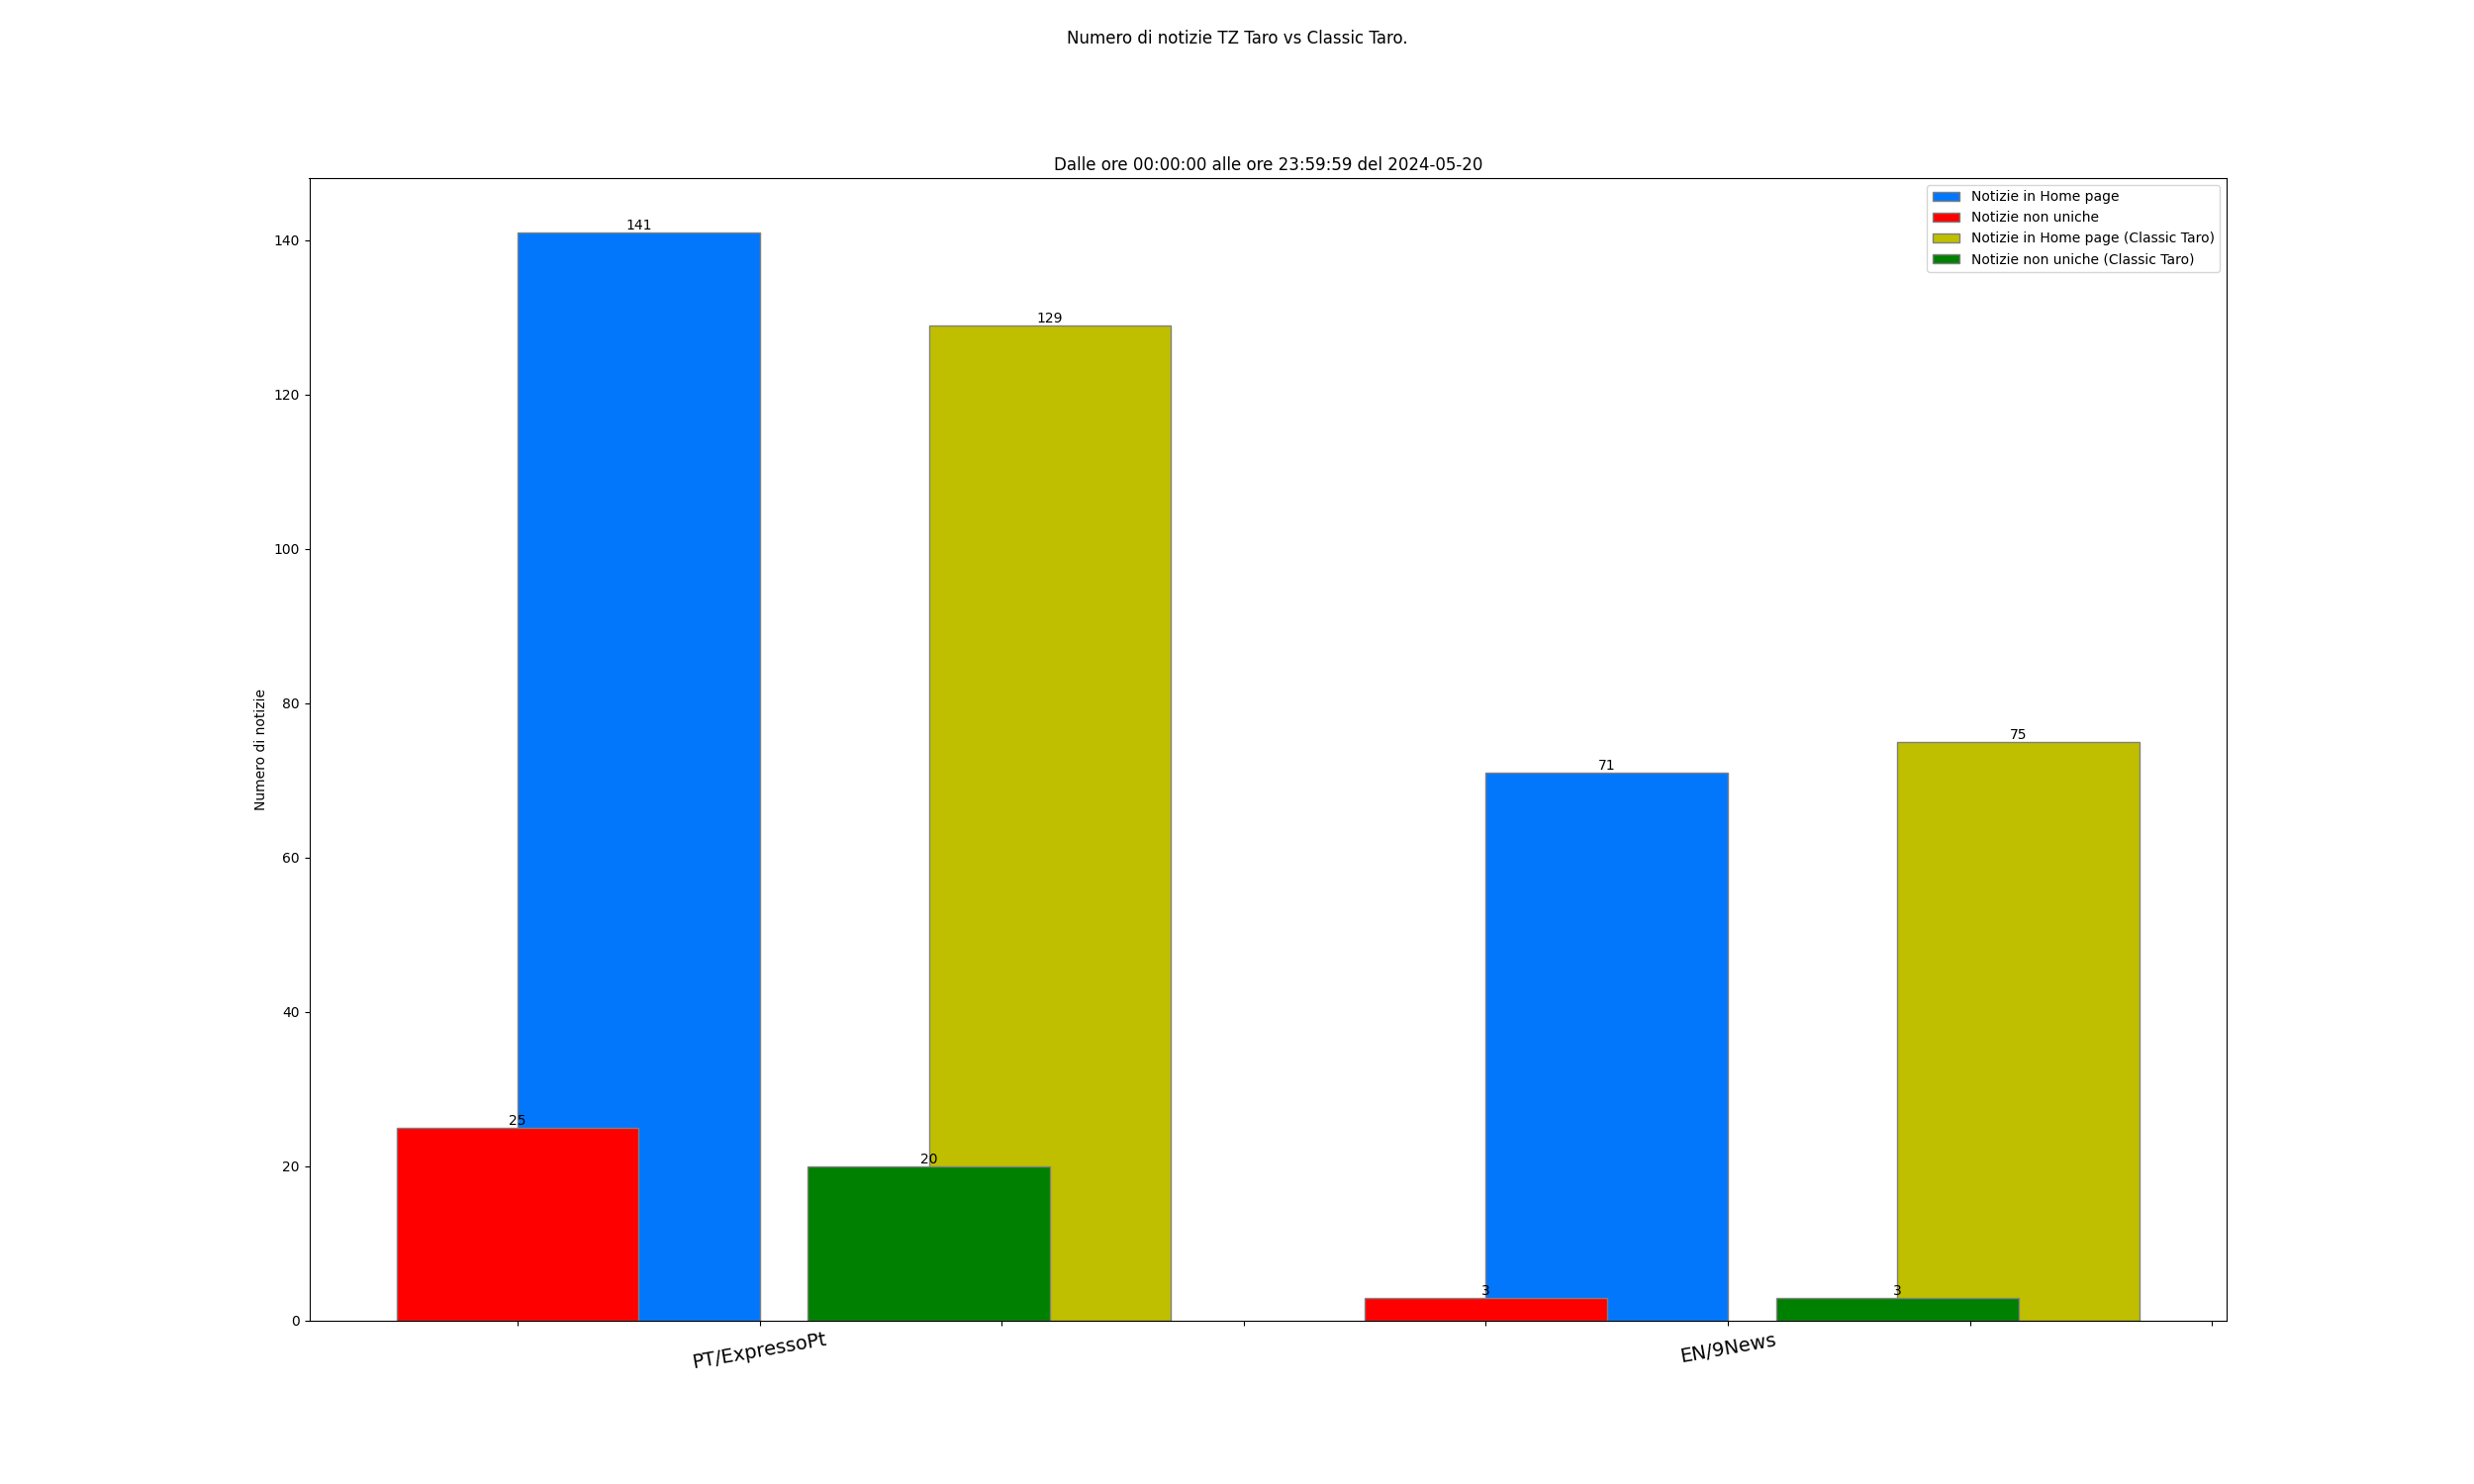 Numero di notizie TZ Taro vs Classic Taro.
Dalle ore 00:00:00 alle ore 23:59:59 del 2024-05-20
Notizie in Home page
Notizie non uniche
Notizie in Home page (Classic Taro)
Notizie non uniche (Classic Taro)
Numero di notizie
140
120
100
80
60
40
20
0
141
129
25
20
71
75
3
3
PT/ExpressoPt
EN/9News